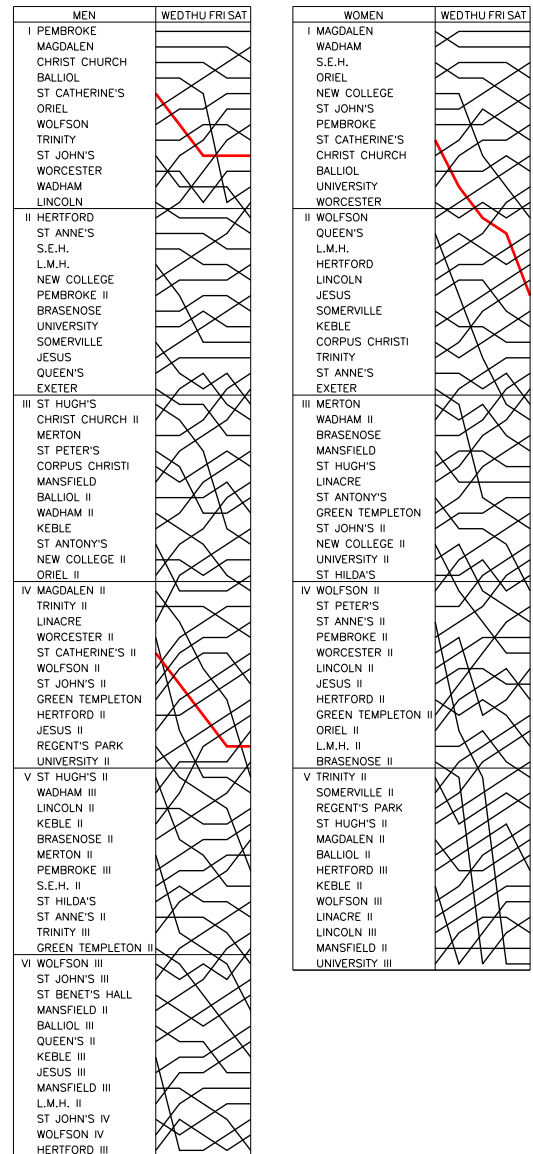 MEN WED THU FRI SAT
I PEMBROKE
MAGDALEN
CHRIST CHURCH
BALLIOL
ST CATHERINE'S
ORIEL
WOLFSON
TRINITY
ST JOHN'S
WORCESTER
WADHAM
LINCOLN
II HERTFORD
ST ANNE'S
S.E.H.
L.M.H.
NEW COLLEGE
PEMBROKE II
BRASENOSE
UNIVERSITY
SOMERVILLE
JESUS
QUEEN'S
EXETER
III ST HUGH'S
CHRIST CHURCH II
MERTON
ST PETER'S
CORPUS CHRISTI
MANSFIELD
BALLIOL II
WADHAM II
KEBLE
ST ANTONY'S
NEW COLLEGE II
ORIEL II
IV MAGDALEN II
TRINITY II
LINACRE
WORCESTER II
ST CATHERINE'S II
WOLFSON II
ST JOHN'S II
GREEN TEMPLETON
HERTFORD II
JESUS II
REGENT'S PARK
UNIVERSITY II
V ST HUGH'S II
WADHAM III
LINCOLN II
KEBLE II
BRASENOSE II
MERTON II
PEMBROKE III
S.E.H. II
ST HILDA'S
ST ANNE'S II
TRINITY III
GREEN TEMPLETON II
VI WOLFSON III
ST JOHN'S III
ST BENET'S HALL
MANSFIELD II
BALLIOL III
QUEEN'S II
KEBLE III
JESUS III
MANSFIELD III
L.M.H. II
ST JOHN'S IV
WOLFSON IV
HERTFORD III
WOMEN WED THU FRI SAT
I MAGDALEN
WADHAM
S.E.H.
ORIEL
NEW COLLEGE
ST JOHN'S
PEMBROKE
ST CATHERINE'S
CHRIST CHURCH
BALLIOL
UNIVERSITY
WORCESTER
II WOLFSON
QUEEN'S
L.M.H.
HERTFORD
LINCOLN
JESUS
SOMERVILLE
KEBLE
CORPUS CHRISTI
TRINITY
ST ANNE'S
EXETER
III MERTON
WADHAM II
BRASENOSE
MANSFIELD
ST HUGH'S
LINACRE
ST ANTONY'S
GREEN TEMPLETON
ST JOHN'S II
NEW COLLEGE II
UNIVERSITY II
ST HILDA'S
IV WOLFSON II
ST PETER'S
ST ANNE'S II
PEMBROKE II
WORCESTER II
LINCOLN II
JESUS II
HERTFORD II
GREEN TEMPLETON II
ORIEL II
L.M.H. II
BRASENOSE II
V TRINITY II
SOMERVILLE II
REGENT'S PARK
ST HUGH'S II
MAGDALEN II
BALLIOL II
HERTFORD III
KEBLE II
WOLFSON III
LINACRE II
LINCOLN III
MANSFIELD II
UNIVERSITY III